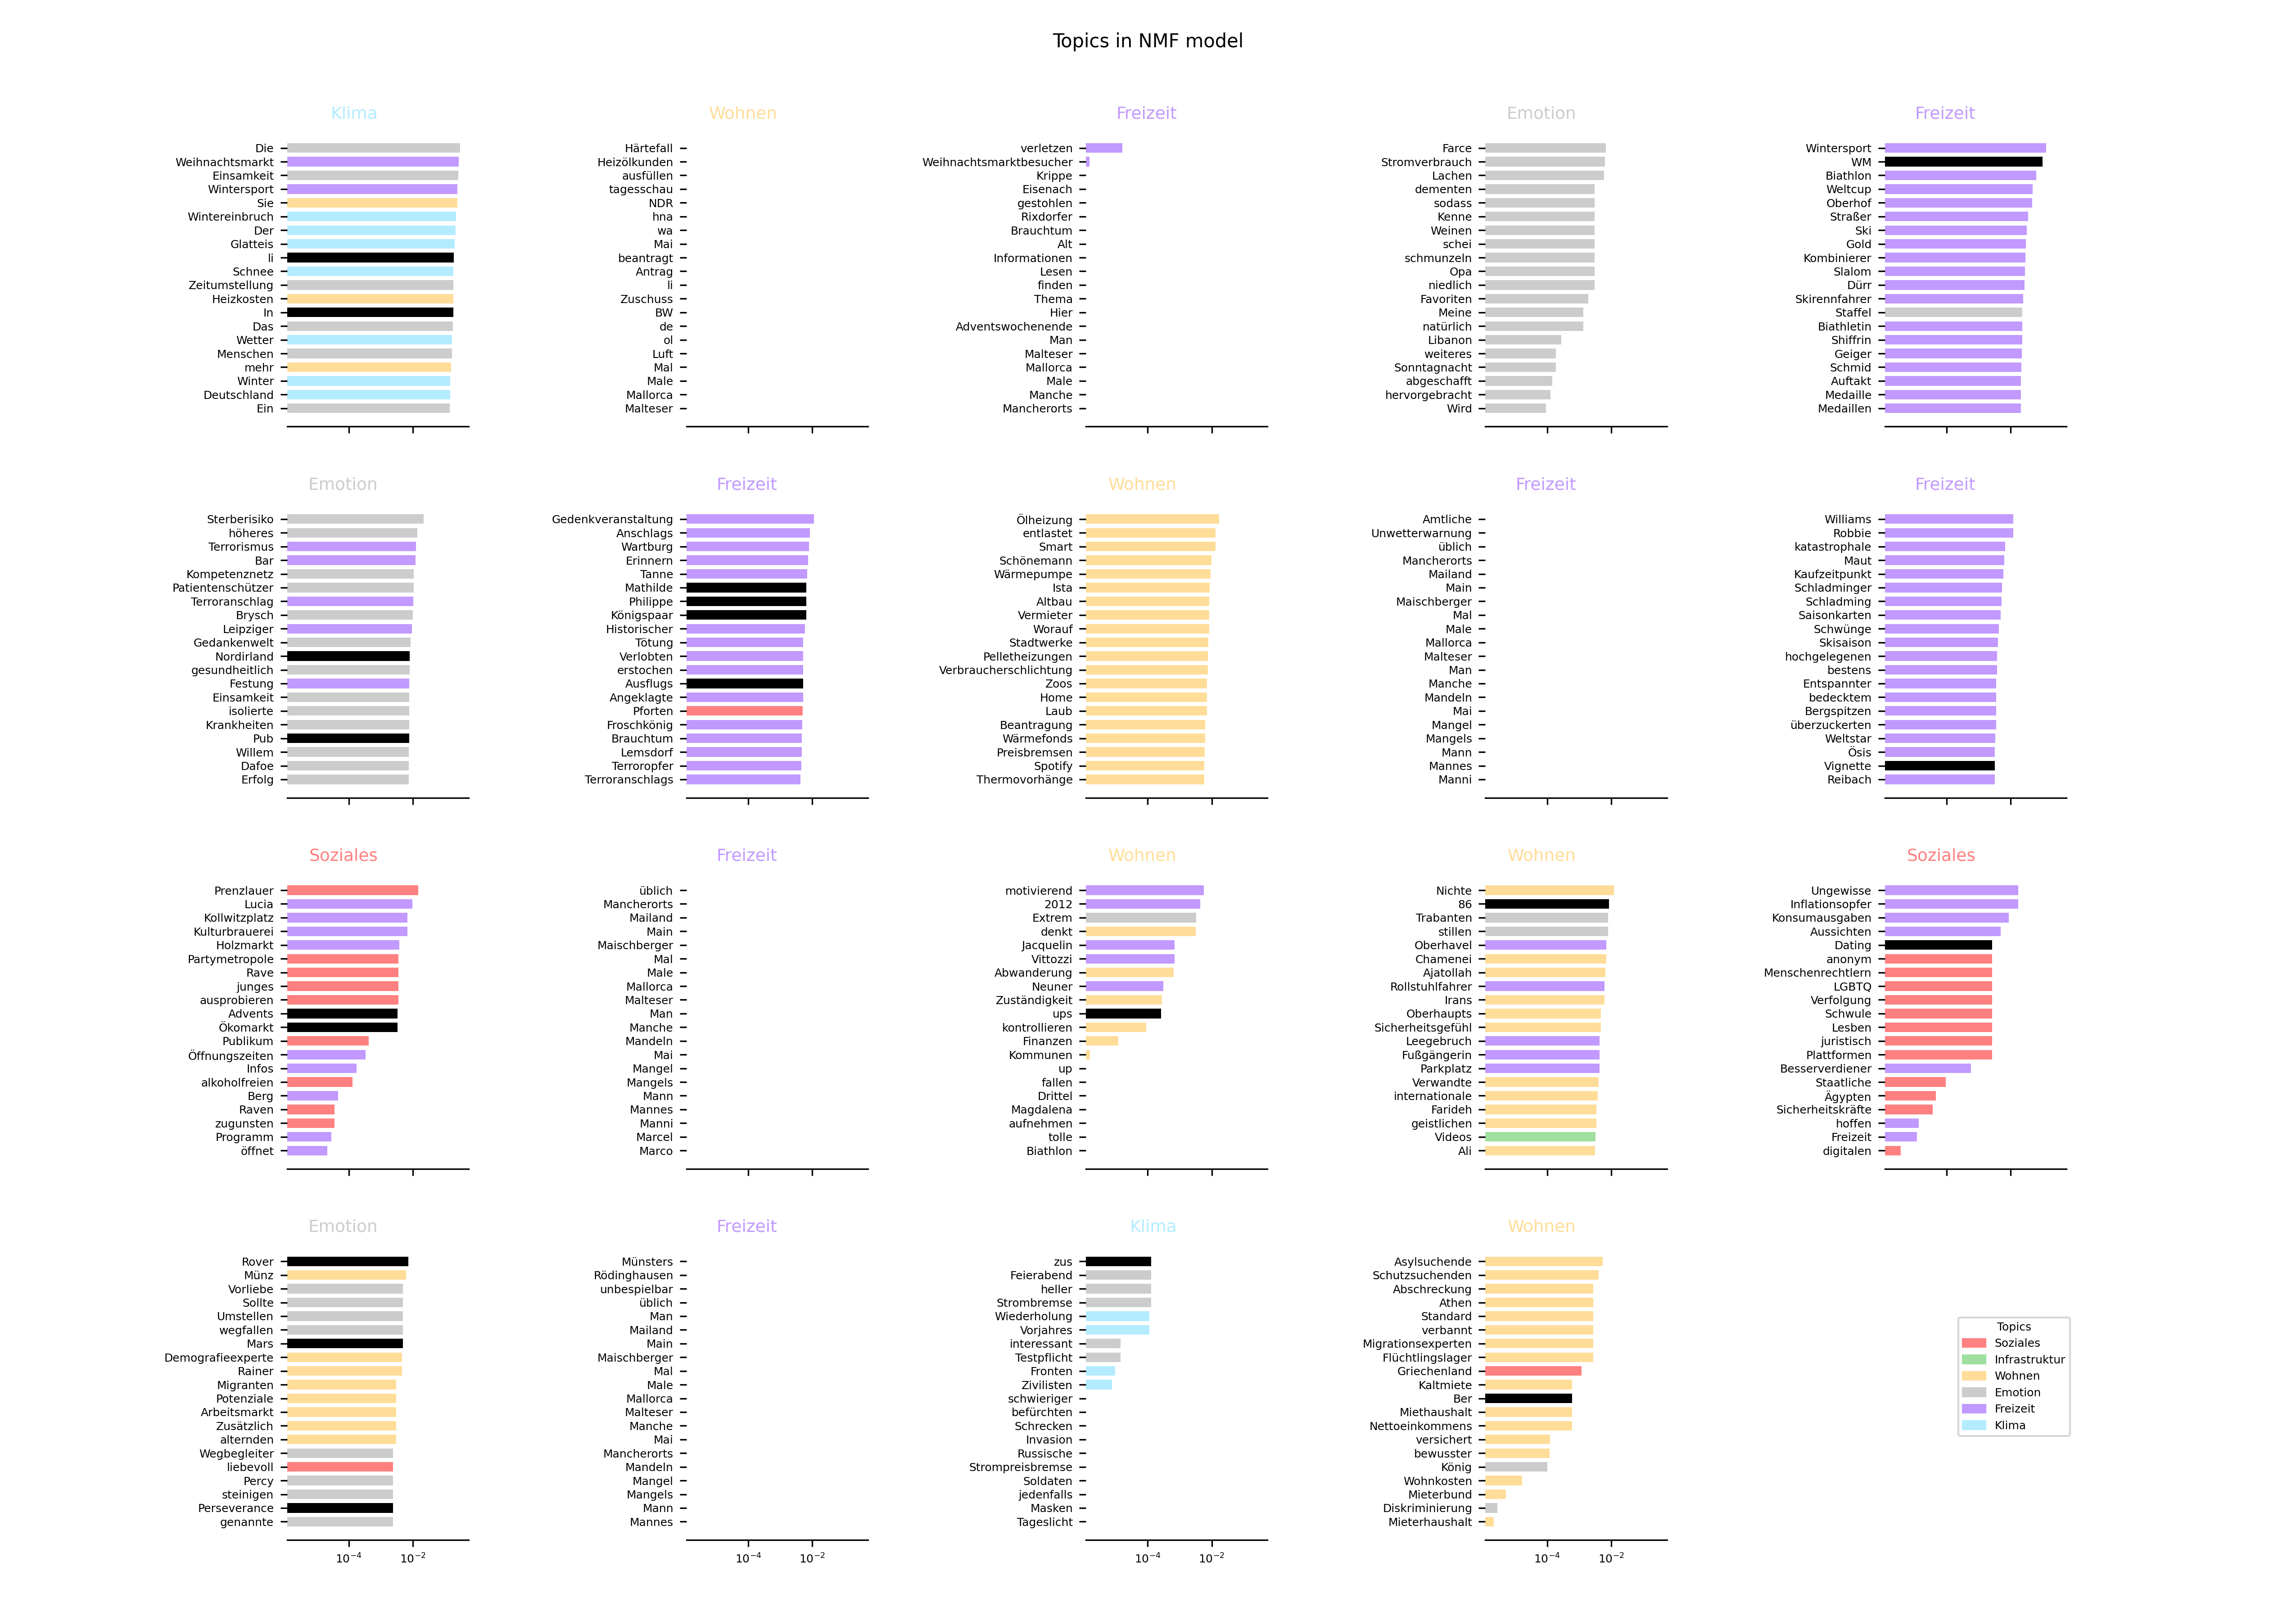 Topics in NMF model
Klima
Die
Weihnachtsmarkt
Einsamkeit
Wintersport
Sie
Wintereinbruch
Der
Glatteis
li
Schnee
Zeitumstellung
Heizkosten
In
Das
Wetter
Menschen
mehr
Winter
Deutschland
Ein
Wohnen
Härtefall
Heizölkunden
ausfüllen
tagesschau
NDR
hna
wa
Mai
beantragt
Antrag
li
Zuschuss
BW
de
ol
Luft
Mal
Male
Mallorca
Malteser
Freizeit
verletzen
Weihnachtsmarktbesucher
Krippe
Eisenach
gestohlen
Rixdorfer
Brauchtum
Alt
Informationen
Lesen
finden
Thema
Hier
Adventswochenende
Man
Malteser
Mallorca
Male
Manche
Mancherorts
Emotion
Farce
Stromverbrauch
Lachen
dementen
sodass
Kenne
Weinen
schei
schmunzeln
Opa
niedlich
Favoriten
Meine
natürlich
Libanon
weiteres
Sonntagnacht
abgeschafft
hervorgebracht
Wird
Freizeit
Wintersport
WM
Biathlon
Weltcup
Oberhof
Straßer
Ski
Gold
Kombinierer
Slalom
Dürr
Skirennfahrer
Staffel
Biathletin
Shiffrin
Geiger
Schmid
Auftakt
Medaille
Medaillen
Emotion
Sterberisiko
höheres
Terrorismus
Bar
Kompetenznetz
Patientenschützer
Terroranschlag
Brysch
Leipziger
Gedankenwelt
Nordirland
gesundheitlich
Festung
Einsamkeit
isolierte
Krankheiten
Pub
Willem
Dafoe
Erfolg
Freizeit
Gedenkveranstaltung
Anschlags
Wartburg
Erinnern
Tanne
Mathilde
Philippe
Königspaar
Historischer
Tötung
Verlobten
erstochen
Ausflugs
Angeklagte
Pforten
Froschkönig
Brauchtum
Lemsdorf
Terroropfer
Terroranschlags
Wohnen
Ölheizung
entlastet
Smart
Schönemann
Wärmepumpe
Ista
Altbau
Vermieter
Worauf
Stadtwerke
Pelletheizungen
Verbraucherschlichtung
Zoos
Home
Laub
Beantragung
Wärmefonds
Preisbremsen
Spotify
Thermovorhänge
Freizeit
Amtliche
Unwetterwarnung
üblich
Mancherorts
Mailand
Main
Maischberger
Mal
Male
Mallorca
Malteser
Man
Manche
Mandeln
Mai
Mangel
Mangels
Mann
Mannes
Manni
Freizeit
Williams
Robbie
katastrophale
Maut
Kaufzeitpunkt
Schladminger
Schladming
Saisonkarten
Schwünge
Skisaison
hochgelegenen
bestens
Entspannter
bedecktem
Bergspitzen
überzuckerten
Weltstar
Ösis
Vignette
Reibach
Soziales
Prenzlauer
Lucia
Kollwitzplatz
Kulturbrauerei
Holzmarkt
Partymetropole
Rave
junges
ausprobieren
Advents
Ökomarkt
Publikum
Öffnungszeiten
Infos
alkoholfreien
Berg
Raven
zugunsten
Programm
öffnet
Freizeit
üblich
Mancherorts
Mailand
Main
Maischberger
Mal
Male
Mallorca
Malteser
Man
Manche
Mandeln
Mai
Mangel
Mangels
Mann
Mannes
Manni
Marcel
Marco
Wohnen
motivierend
2012
Extrem
denkt
Jacquelin
Vittozzi
Abwanderung
Neuner
Zuständigkeit
ups
kontrollieren
Finanzen
Kommunen
up
fallen
Drittel
Magdalena
aufnehmen
tolle
Biathlon
Wohnen
Nichte
86
Trabanten
stillen
Oberhavel
Chamenei
Ajatollah
Rollstuhlfahrer
Irans
Oberhaupts
Sicherheitsgefühl
Leegebruch
Fußgängerin
Parkplatz
Verwandte
internationale
Farideh
geistlichen
Videos
Ali
Soziales
Ungewisse
Inflationsopfer
Konsumausgaben
Aussichten
Dating
anonym
Menschenrechtlern
LGBTQ
Verfolgung
Schwule
Lesben
juristisch
Plattformen
Besserverdiener
Staatliche
Ägypten
Sicherheitskräfte
hoffen
Freizeit
digitalen
Emotion
Rover
Münz
Vorliebe
Sollte
Umstellen
wegfallen
Mars
Demografieexperte
Rainer
Migranten
Potenziale
Arbeitsmarkt
Zusätzlich
alternden
Wegbegleiter
liebevoll
Percy
steinigen
Perseverance
genannte
10⁻⁴ 10⁻²
Freizeit
Münsters
Rödinghausen
unbespielbar
üblich
Man
Mailand
Main
Maischberger
Mal
Male
Mallorca
Malteser
Manche
Mai
Mancherorts
Mandeln
Mangel
Mangels
Mann
Mannes
10⁻⁴ 10⁻²
Klima
zus
Feierabend
heller
Strombremse
Wiederholung
Vorjahres
interessant
Testpflicht
Fronten
Zivilisten
schwieriger
befürchten
Schrecken
Invasion
Russische
Strompreisbremse
Soldaten
jedenfalls
Masken
Tageslicht
10⁻⁴ 10⁻²
Wohnen
Asylsuchende
Schutzsuchenden
Abschreckung
Athen
Standard
verbannt
Migrationsexperten
Flüchtlingslager
Griechenland
Kaltmiete
Ber
Miethaushalt
Nettoeinkommens
versichert
bewusster
König
Wohnkosten
Mieterbund
Diskriminierung
Mieterhaushalt
10⁻⁴ 10⁻²
Topics
Soziales
Infrastruktur
Wohnen
Emotion
Freizeit
Klima